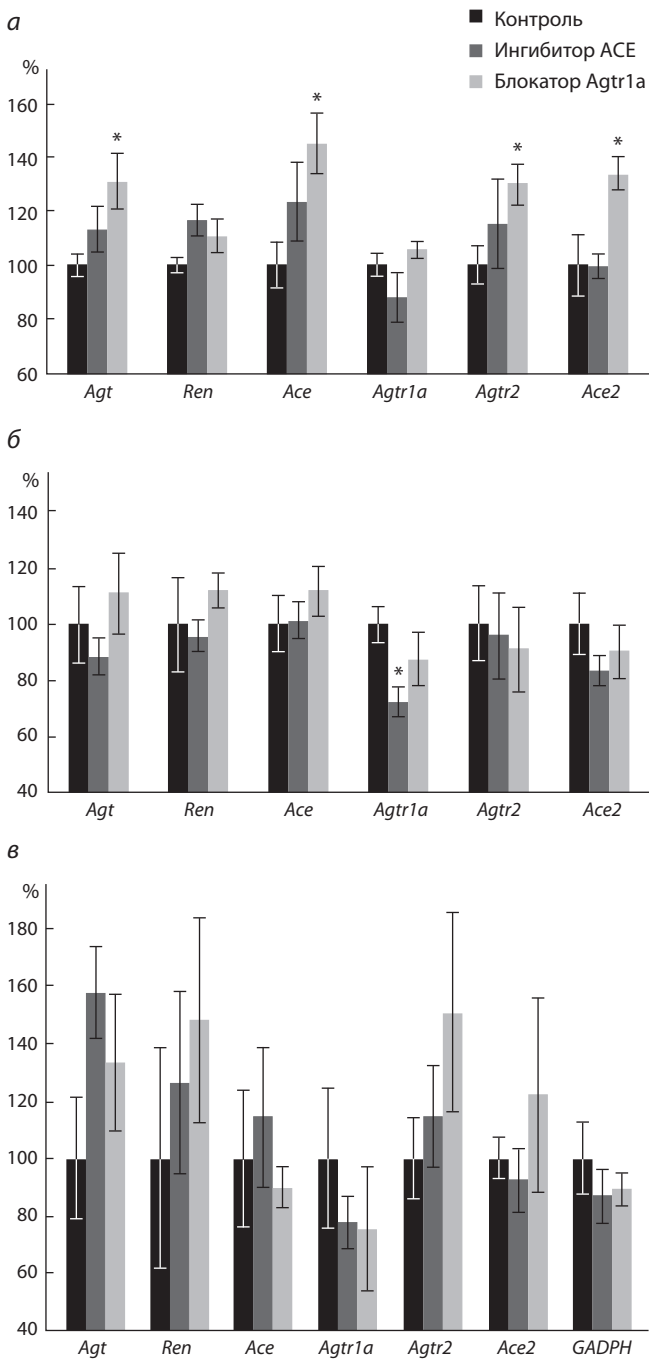 а
Контроль
Ингибитор ACE
Блокатор Agtr1a
%
160
140
120
100
80
60
* * * *
Agt Ren Ace Agtr1a Agtr2 Ace2
б
%
140
120
100
80
60
40
*
Agt Ren Ace Agtr1a Agtr2 Ace2
в
%
180
160
140
120
100
80
60
40
Agt Ren Ace Agtr1a Agtr2 Ace2 GADPH